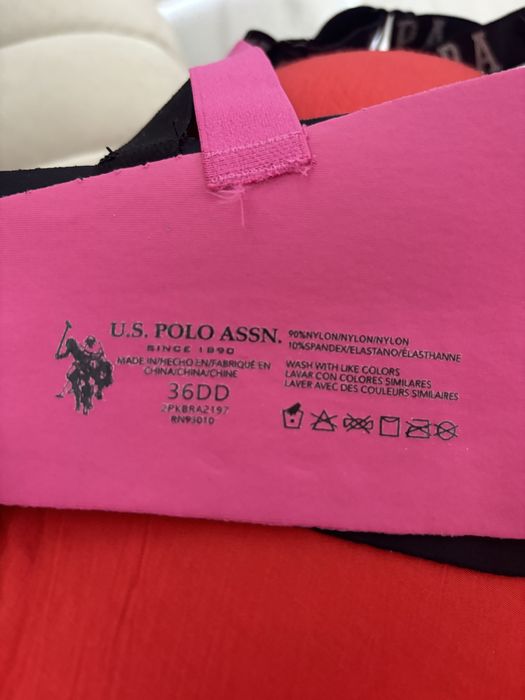 RA
U.S. POLO ASSN.
SINCE 1890
MADE IN/HECHO EN/FABRIQUÉ EN
CHINA/CHINA/CHINE
36DD
2PKBRA2197
RN93010
90%NYLON/NYLON/NYLON
10%SPANDEX/ELASTANO/ÉLASTHANNE
WASH WITH LIKE COLORS
LAVAR CON COLORES SIMILARES
LAVER AVEC DES COULEURS SIMILAIRES